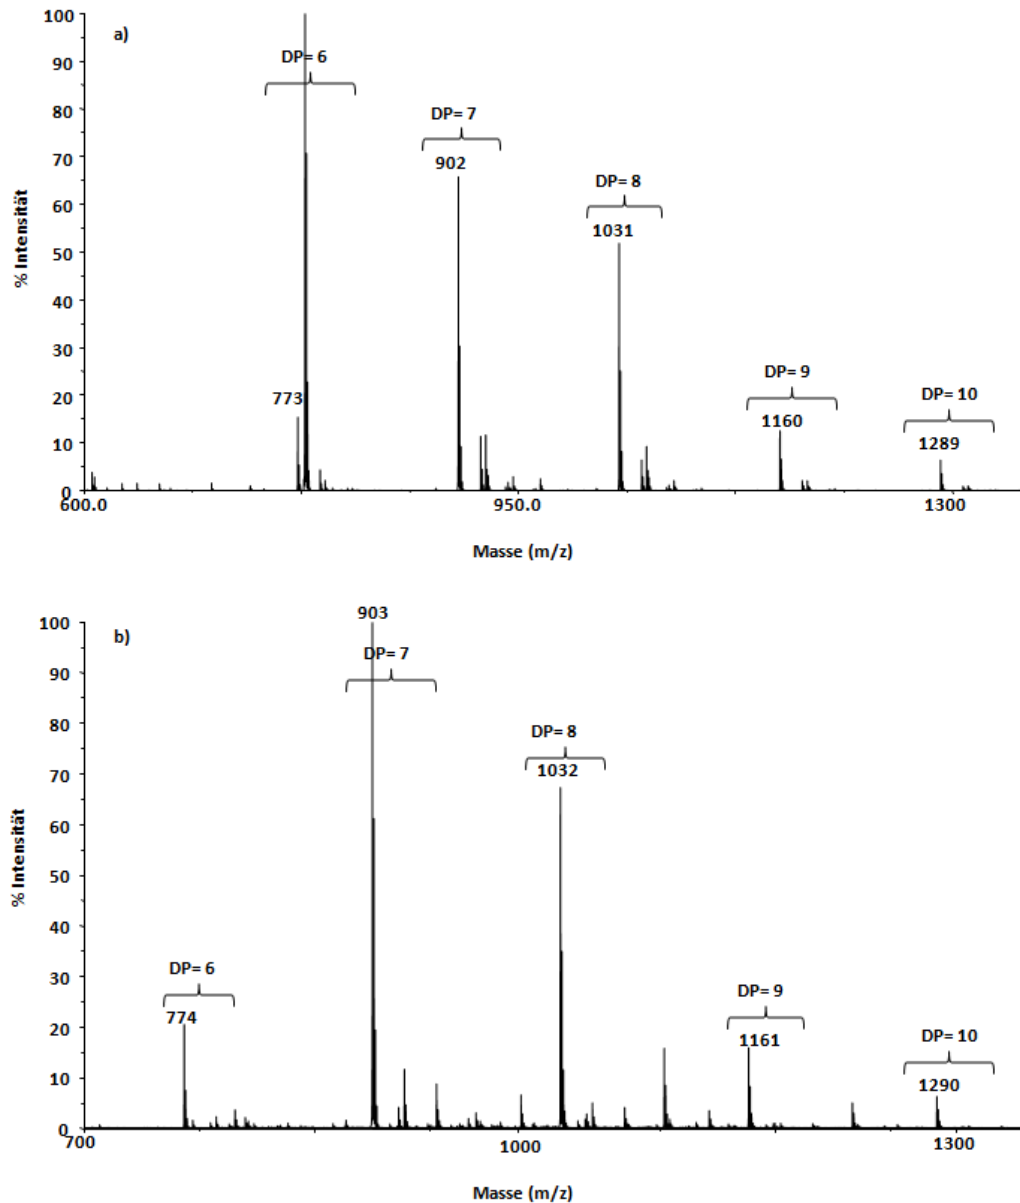 a)
DP= 6
DP= 7
902
DP= 8
1031
773
DP= 9
1160
DP= 10
1289
% Intensität
100
90
80
70
60
50
40
30
20
10
0
600.0
950.0
1300
Masse (m/z)
b)
903
DP= 7
DP= 8
1032
DP= 6
774
DP= 9
1161
DP= 10
1290
% Intensität
100
90
80
70
60
50
40
30
20
10
0
700
1000
1300
Masse (m/z)